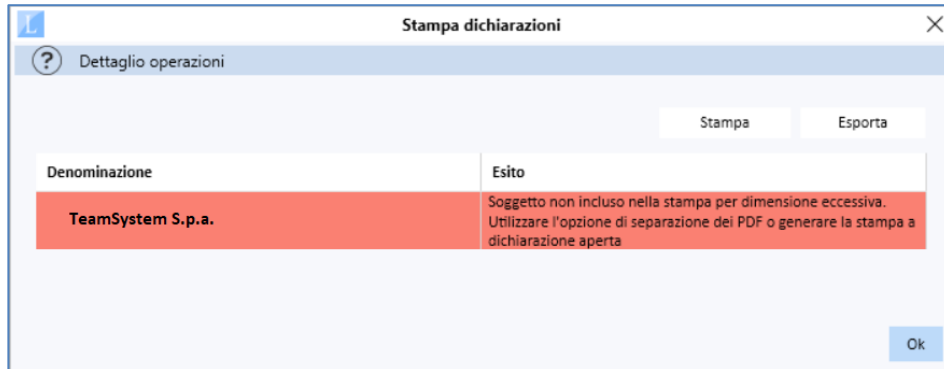 L
Stampa dichiarazioni
? Dettaglio operazioni
Stampa Esporta
Denominazione Esito
TeamSystem S.p.a.
Soggetto non incluso nella stampa per dimensione eccessiva.
Utilizzare l'opzione di separazione dei PDF o generare la stampa a
dichiarazione aperta
Ok